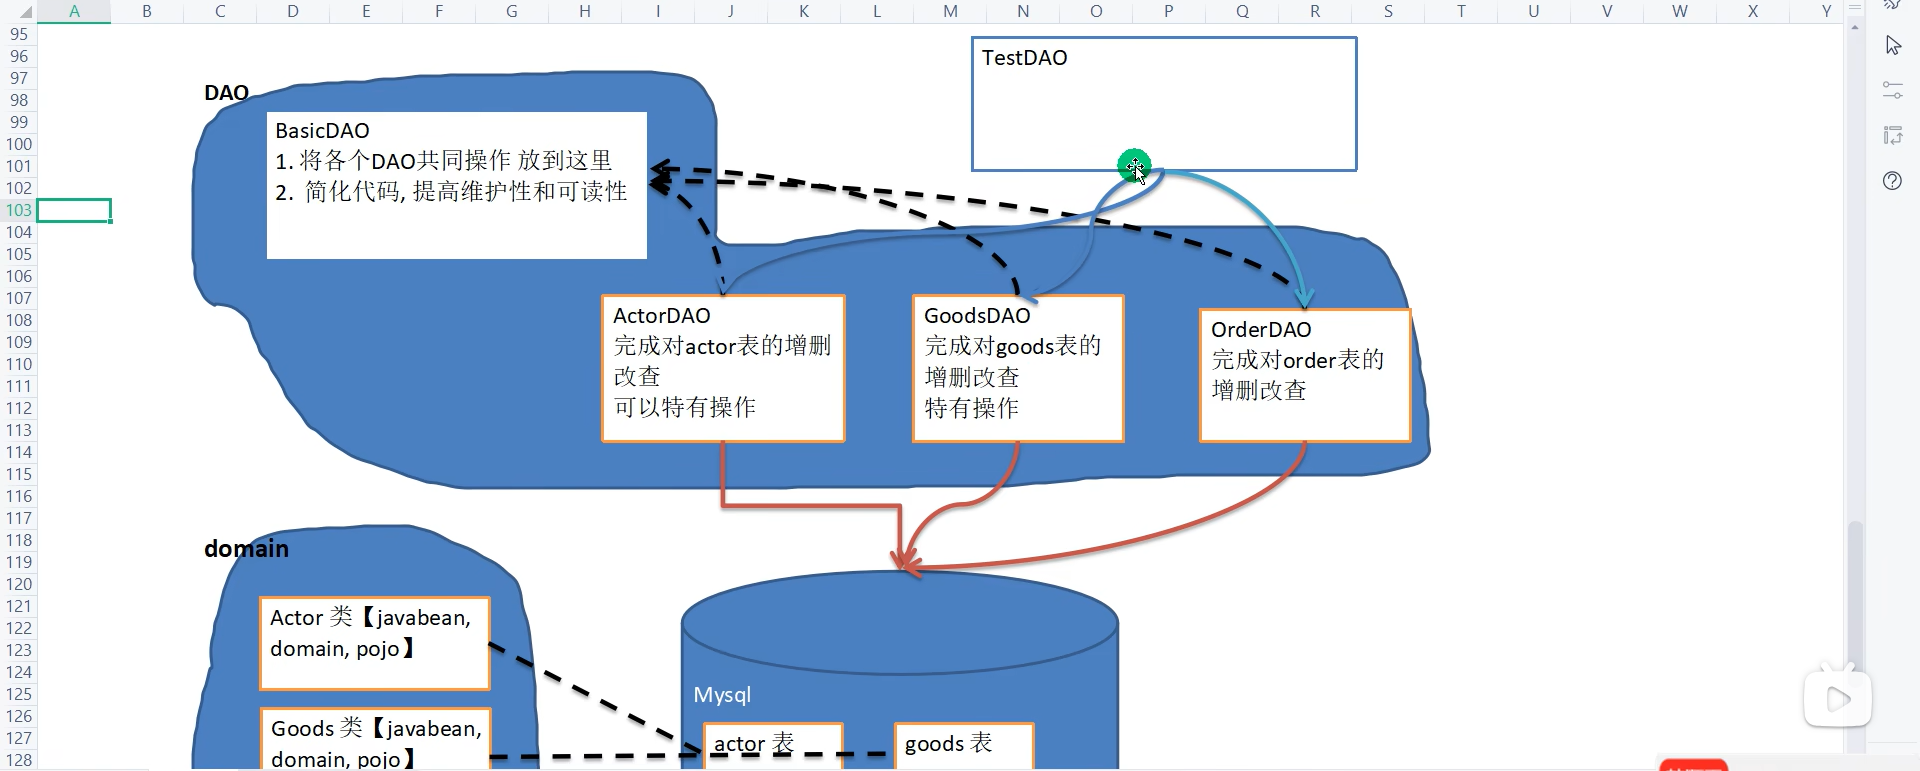 A B C D E F G H I J K L M N O P Q R S T U V W X Y
95
96
97
98
99
100
101
102
103
104
105
106
107
108
109
110
111
112
113
114
115
116
117
118
119
120
121
122
123
124
125
126
127
128
TestDAO
DAO
BasicDAO
1. 将各个DAO共同操作 放到这里
2. 简化代码, 提高维护性和可读性
ActorDAO
完成对actor表的增删
改查
可以特有操作
GoodsDAO
完成对goods表的
增删改查
特有操作
OrderDAO
完成对order表的
增删改查
domain
Actor 类【javabean,
domain, pojo】
Goods 类【javabean,
domain, pojo】
Mysql
actor 表
goods 表